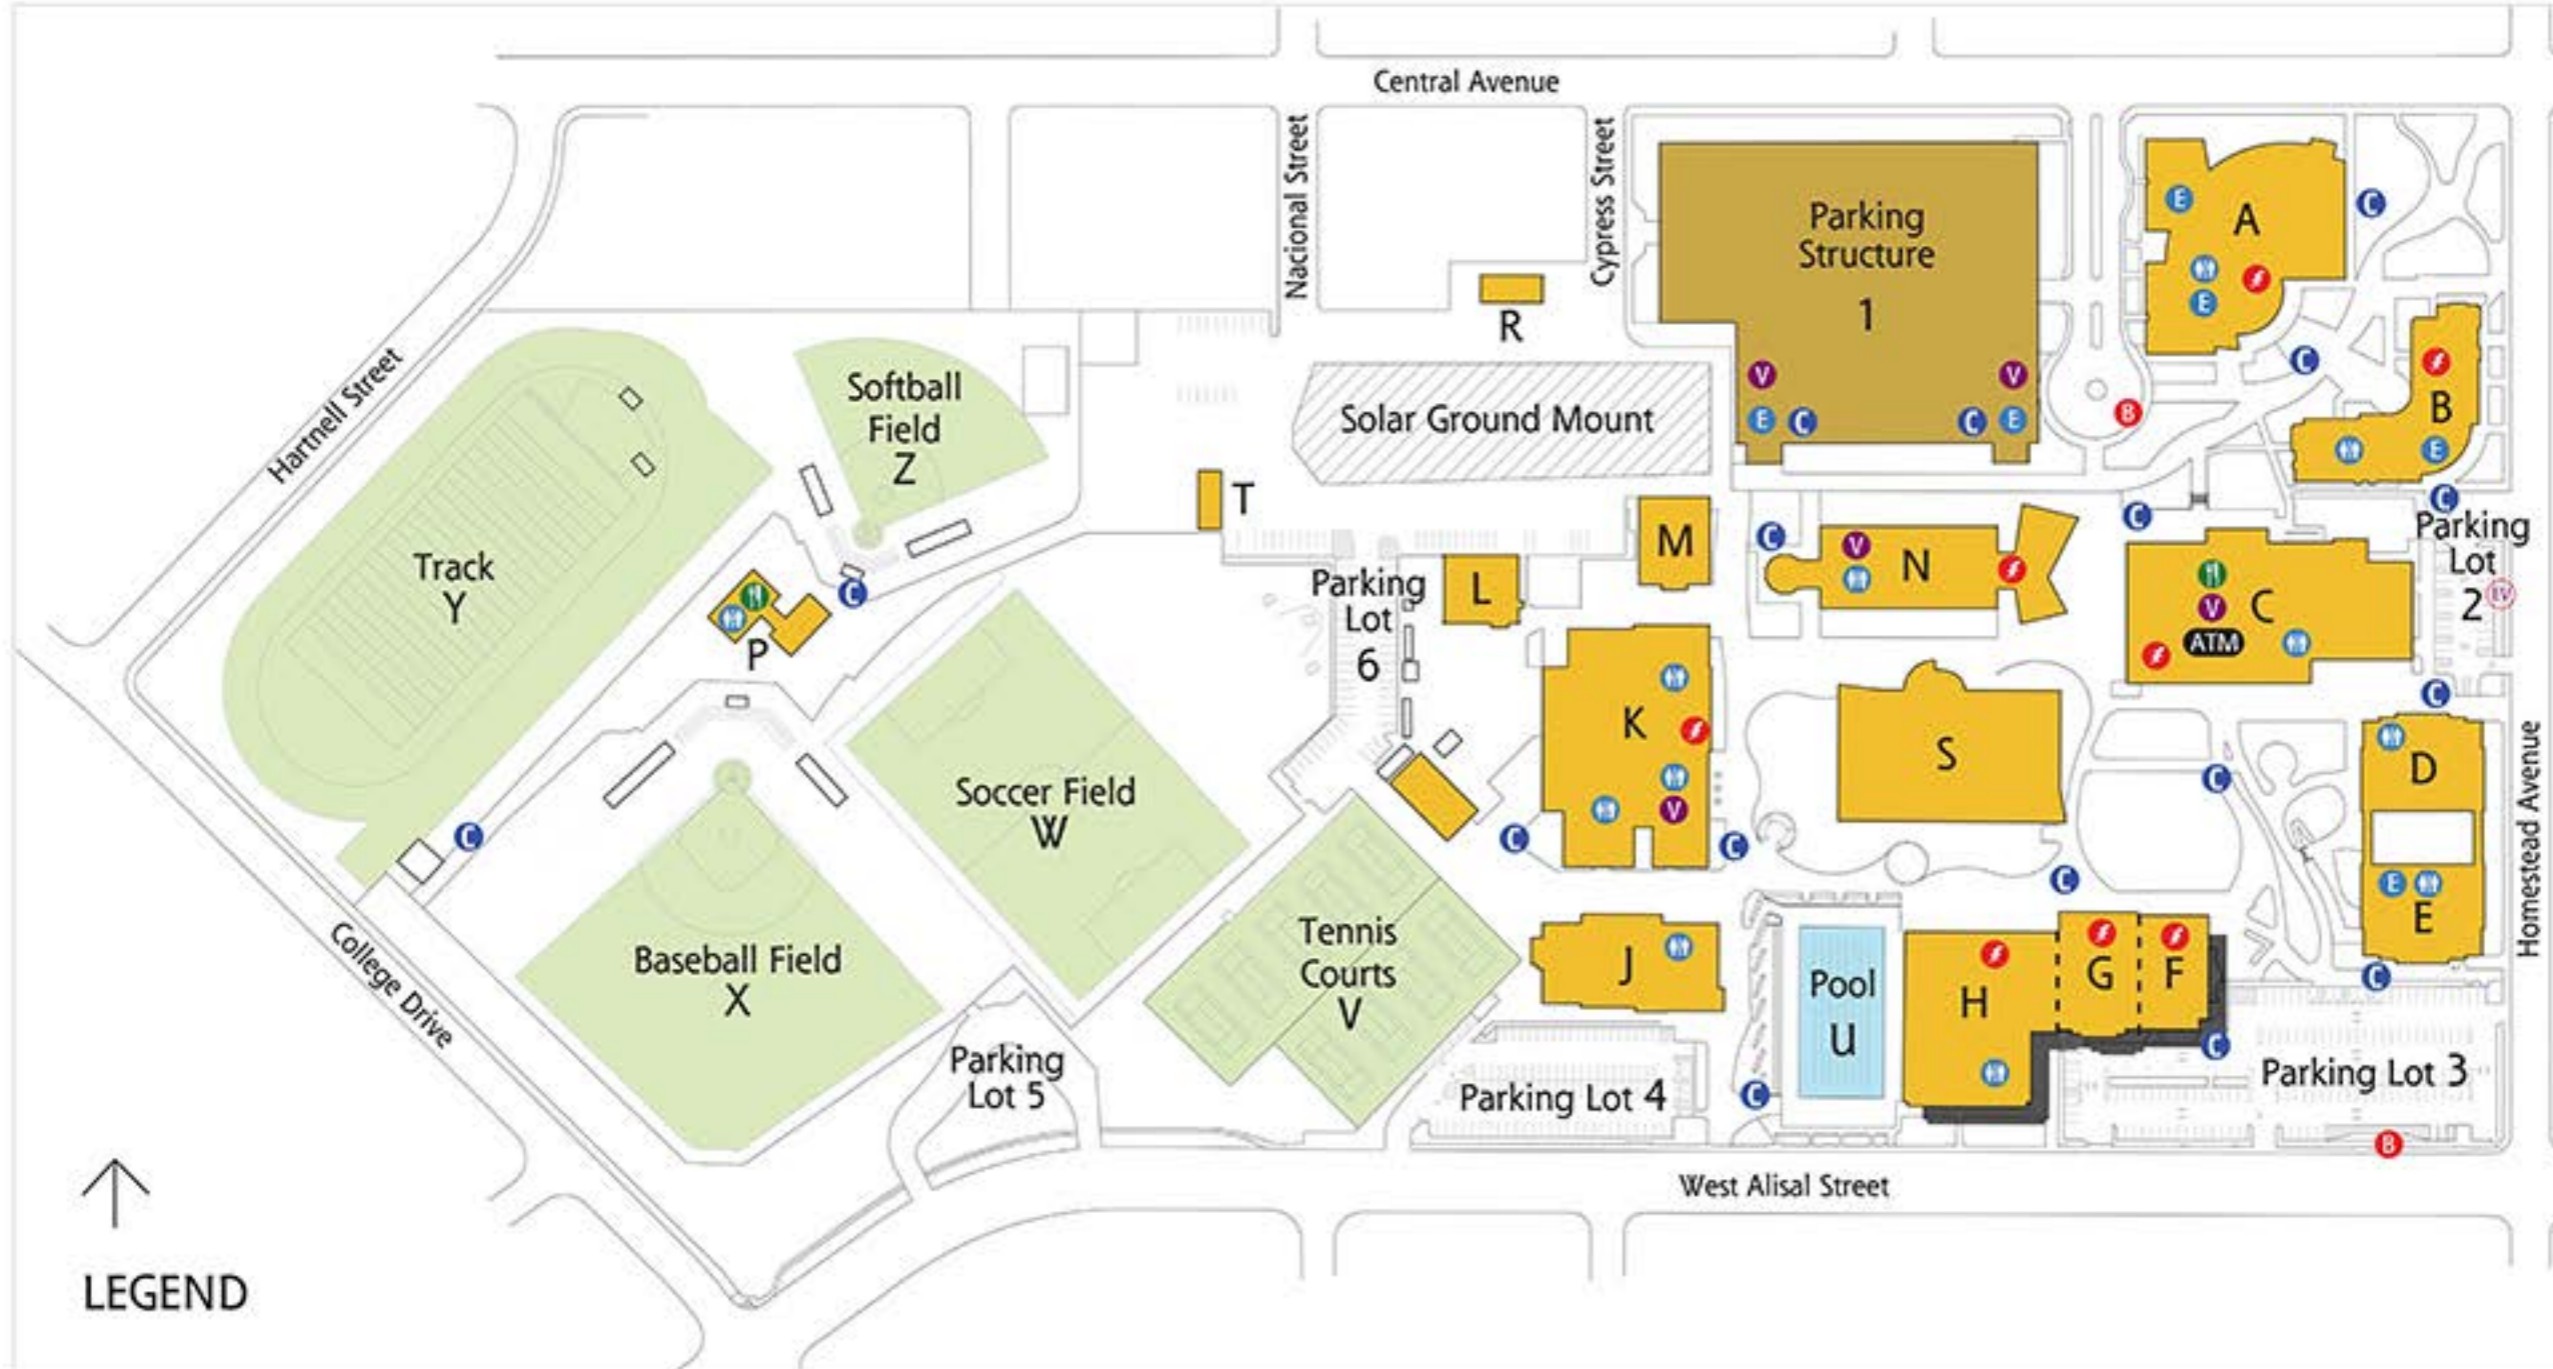 Central Avenue
Nacional Street
Cypress Street
Hartnell Street
College Drive
West Alisal Street
Homestead Avenue
Parking
Structure
1
V
E
C
V
C
E
A
E
E
C
C
B
B
E
C
R
Solar Ground Mount
Softball
Field
Z
Track
Y
T
P
C
C
Parking
Lot
6
L
M
C
V
N
C
Parking
Lot
2
EV
V
C
ATM
C
K
V
C
C
S
C
D
E
E
C
Soccer Field
W
Baseball Field
X
Tennis
Courts
V
J
Pool
U
C
C
H
G
F
C
Parking
Lot 5
Parking Lot 4
Parking Lot 3
B
LEGEND